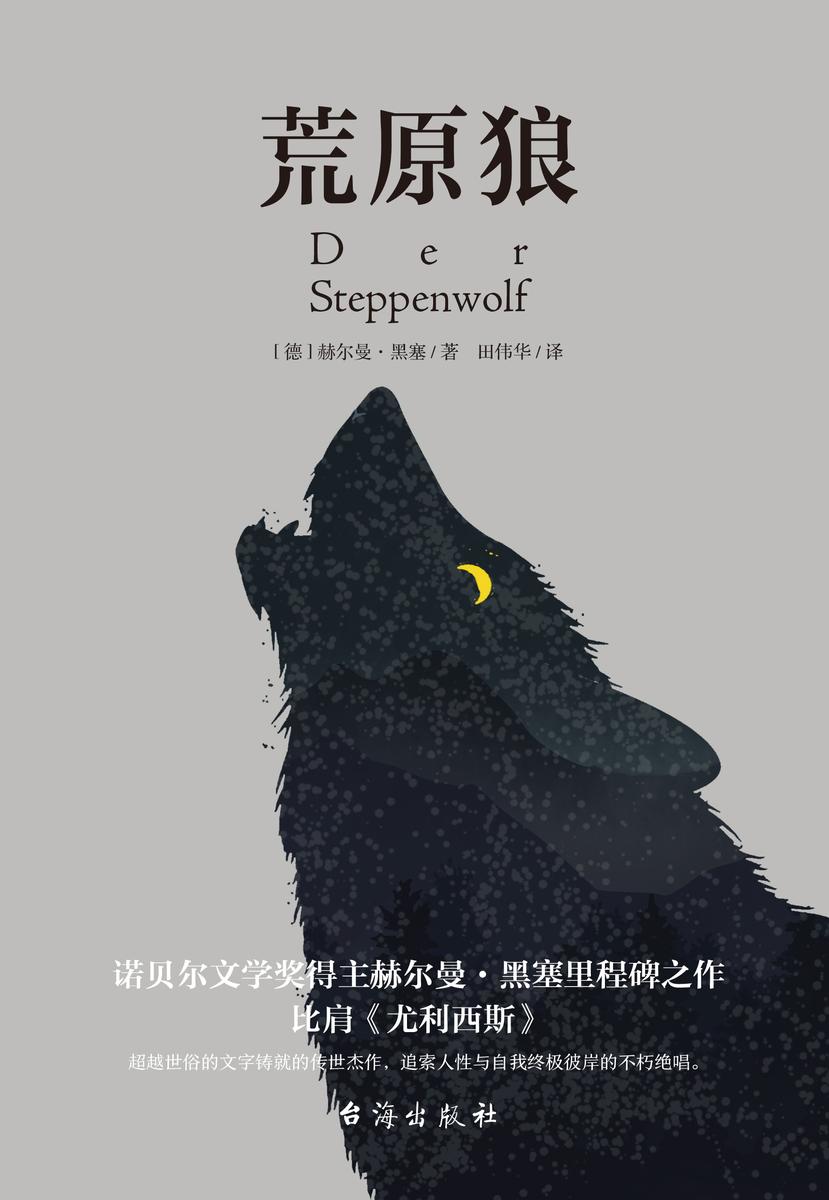 荒原狼
Der
Steppenwolf
［德］赫尔曼·黑塞/著 田伟华/译
诺贝尔文学奖得主赫尔曼·黑塞里程碑之作
比肩《尤利西斯》
超越世俗的文字铸就的传世杰作，追索人性与自我终极彼岸的不朽绝唱。
台海出版社